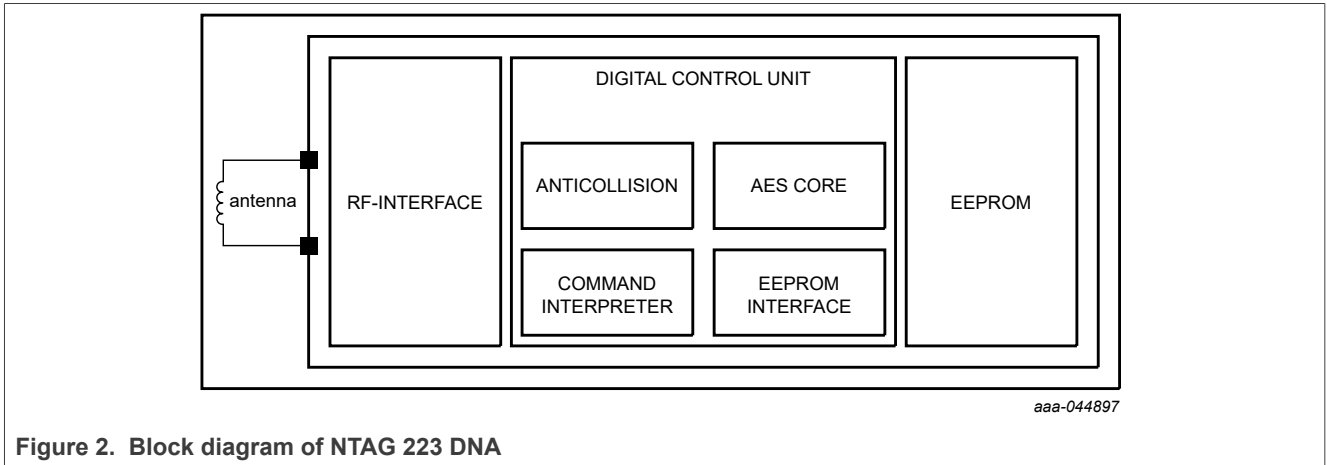 DIGITAL CONTROL UNIT
ANTICOLLISION
AES CORE
antenna
RF-INTERFACE
EEPROM
COMMAND
INTERPRETER
EEPROM
INTERFACE
aaa-044897
Figure 2. Block diagram of NTAG 223 DNA